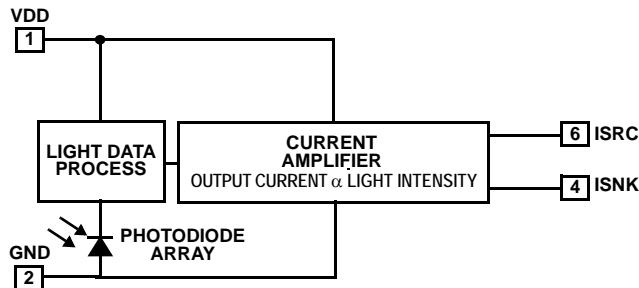 VDD
1
LIGHT DATA
PROCESS
CURRENT
AMPLIFIER
OUTPUT CURRENT α LIGHT INTENSITY
6 ISRC
4 ISNK
PHOTODIODE
ARRAY
GND
2